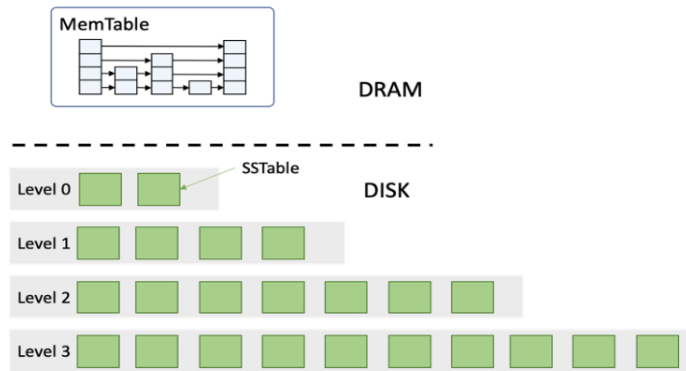 MemTable
DRAM
SSTable
Level 0
DISK
Level 1
Level 2
Level 3